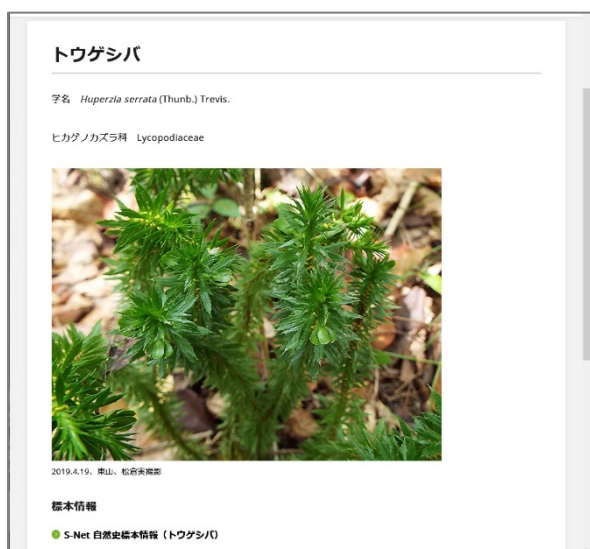 トウゲシバ
学名 Huperzia serrata (Thunb.) Trevis.
ヒカゲノカズラ科 Lycopodiaceae
2019.4.19、東山、松倉実撮影
標本情報
S-Net 自然史標本情報（トウゲシバ）